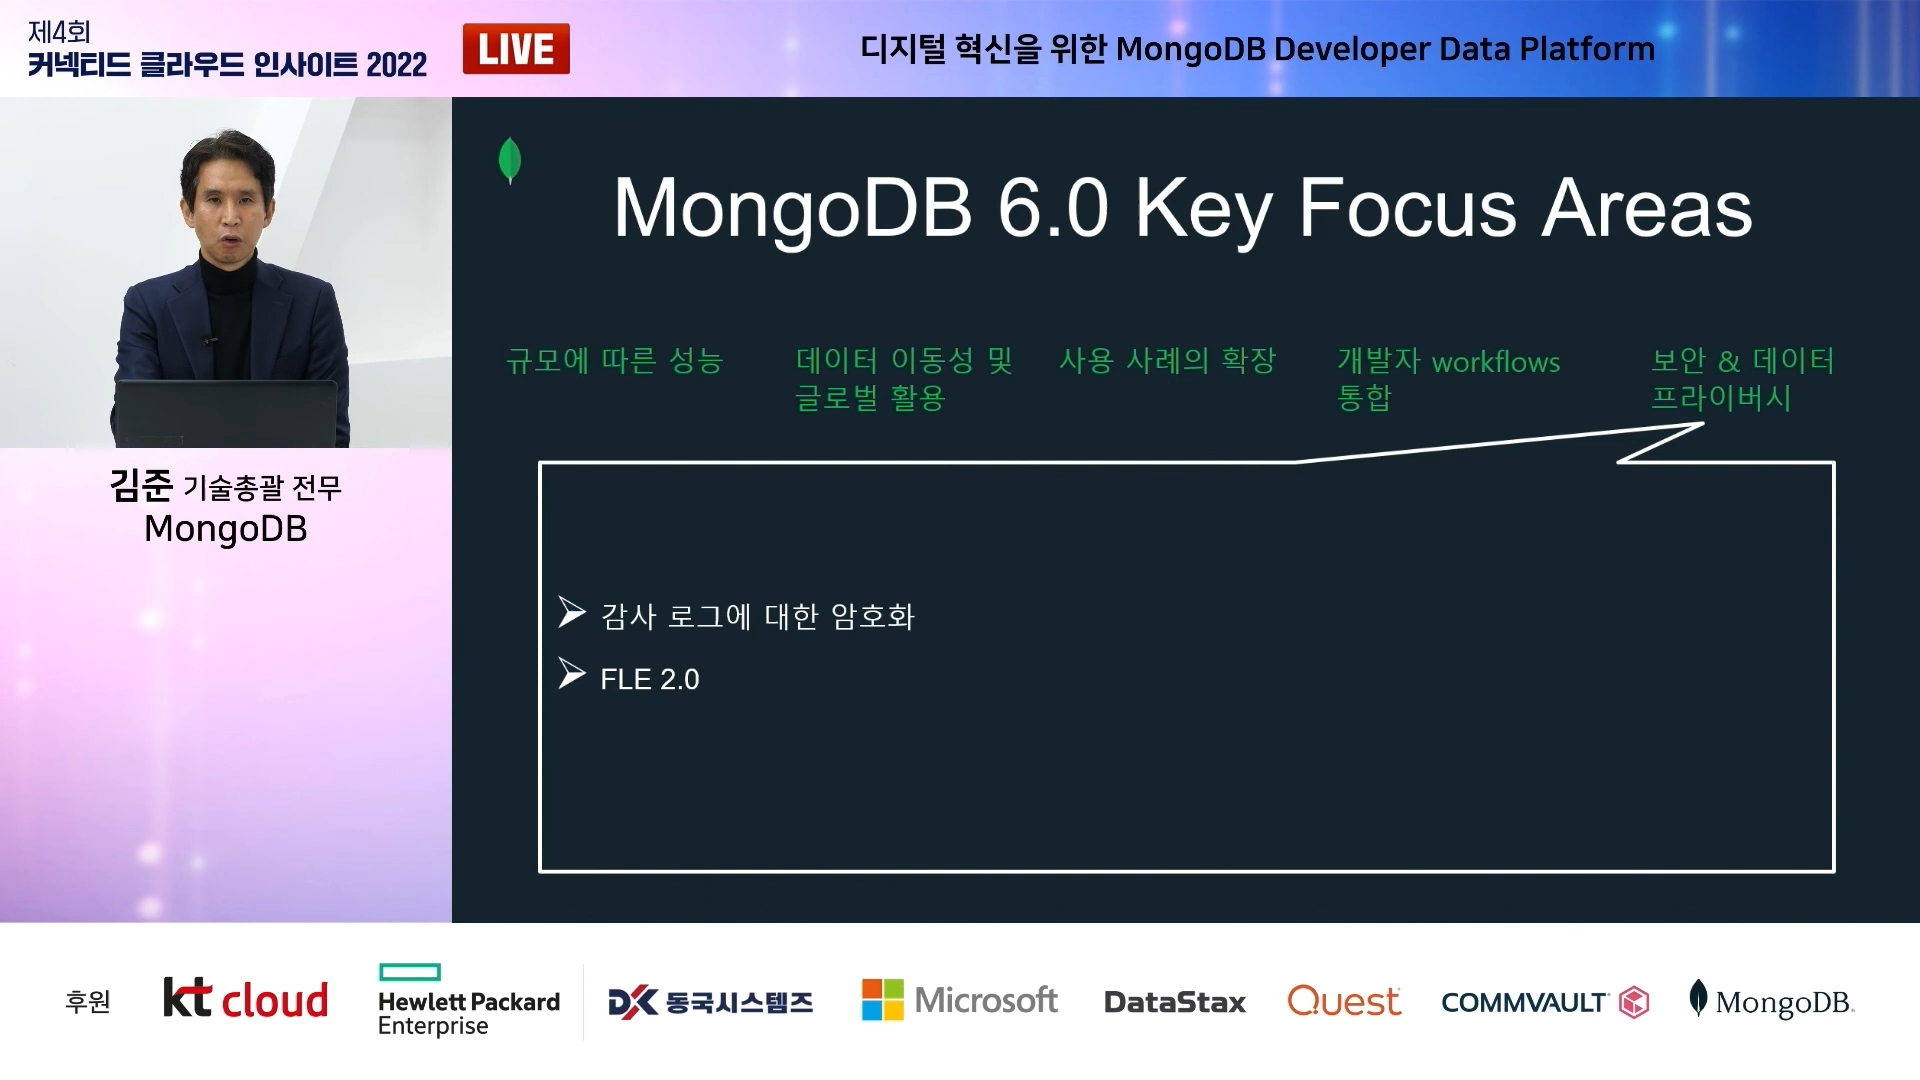 제4회
커넥티드 클라우드 인사이트 2022
LIVE
디지털 혁신을 위한 MongoDB Developer Data Platform
MongoDB 6.0 Key Focus Areas
규모에 따른 성능
데이터 이동성 및
글로벌 활용
사용 사례의 확장
개발자 workflows
통합
보안 & 데이터
프라이버시
김준 기술총괄 전무
MongoDB
➢ 감사 로그에 대한 암호화
➢ FLE 2.0
후원
kt cloud
Hewlett Packard
Enterprise
DK 동국시스템즈
Microsoft
DataStax
Quest
COMMVAULT
MongoDB.